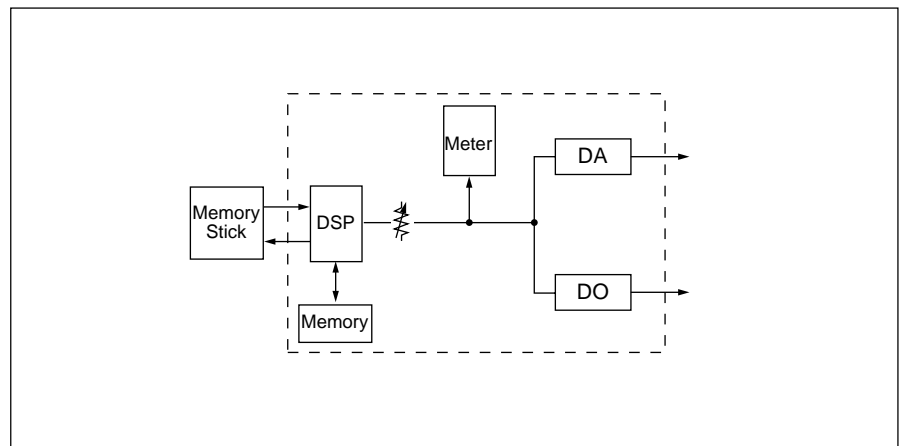 Meter
DA
Memory
Stick
DSP
DO
Memory